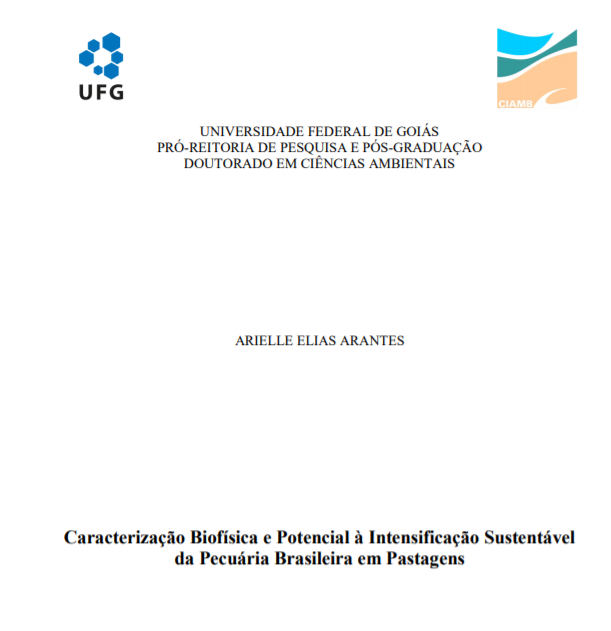 UFG
CIAMB
UNIVERSIDADE FEDERAL DE GOIÁS
PRÓ-REITORIA DE PESQUISA E PÓS-GRADUAÇÃO
DOUTORADO EM CIÊNCIAS AMBIENTAIS
ARIELLE ELIAS ARANTES
Caracterização Biofísica e Potencial à Intensificação Sustentável
da Pecuária Brasileira em Pastagens